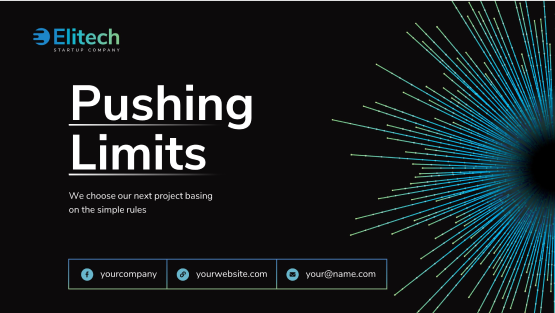 Elitech
STARTUP COMPANY
Pushing
Limits
We choose our next project basing
on the simple rules
yourcompany
yourwebsite.com
your@name.com